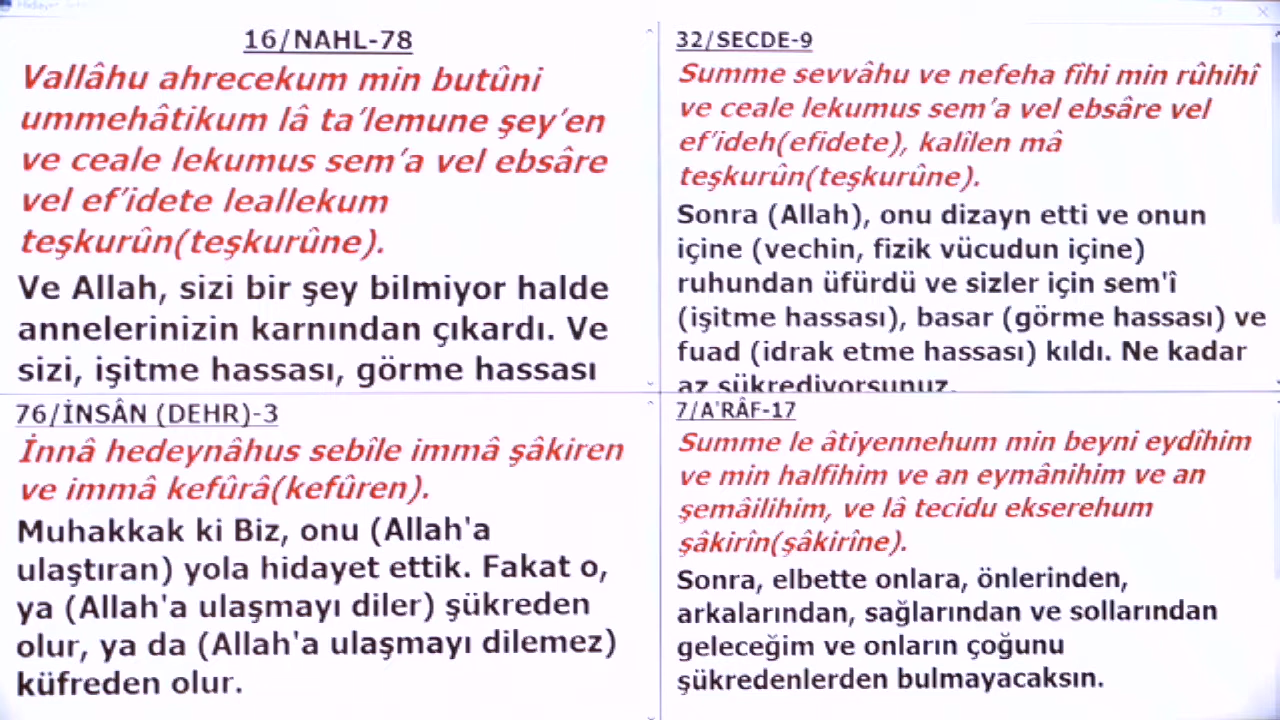 16/NAHL-78
Vallâhu ahrecekum min butûni
ummehâtikum lâ ta’lemune şey’en
ve ceale lekumus sem’a vel ebsâre
vel ef’idete leallekum
teşkurûn(teşkurûne).
Ve Allah, sizi bir şey bilmiyor halde
annelerinizin karnından çıkardı. Ve
sizi, işitme hassası, görme hassası
32/SECDE-9
Summe sevvâhu ve nefeha fîhi min rûhihî
ve ceale lekumus sem’a vel ebsâre vel
ef’ideh(efidete), kalîlen mâ
teşkurûn(teşkurûne).
Sonra (Allah), onu dizayn etti ve onun
içine (vechin, fizik vücudun içine)
ruhundan üfürdü ve sizler için sem'î
(işitme hassası), basar (görme hassası) ve
fuad (idrak etme hassası) kıldı. Ne kadar
az şükrediyorsunuz.
76/İNSÂN (DEHR)-3
İnnâ hedeynâhus sebîle immâ şâkiren
ve immâ kefûrâ(kefûren).
Muhakkak ki Biz, onu (Allah'a
ulaştıran) yola hidayet ettik. Fakat o,
ya (Allah'a ulaşmayı diler) şükreden
olur, ya da (Allah'a ulaşmayı dilemez)
küfreden olur.
7/A'RÂF-17
Summe le âtiyennehum min beyni eydîhim
ve min halfihim ve an eymânihim ve an
şemâilihim, ve lâ tecidu ekserehum
şâkirîn(şâkirîne).
Sonra, elbette onlara, önlerinden,
arkalarından, sağlarından ve sollarından
geleceğim ve onların çoğunu
şükredenlerden bulmayacaksın.